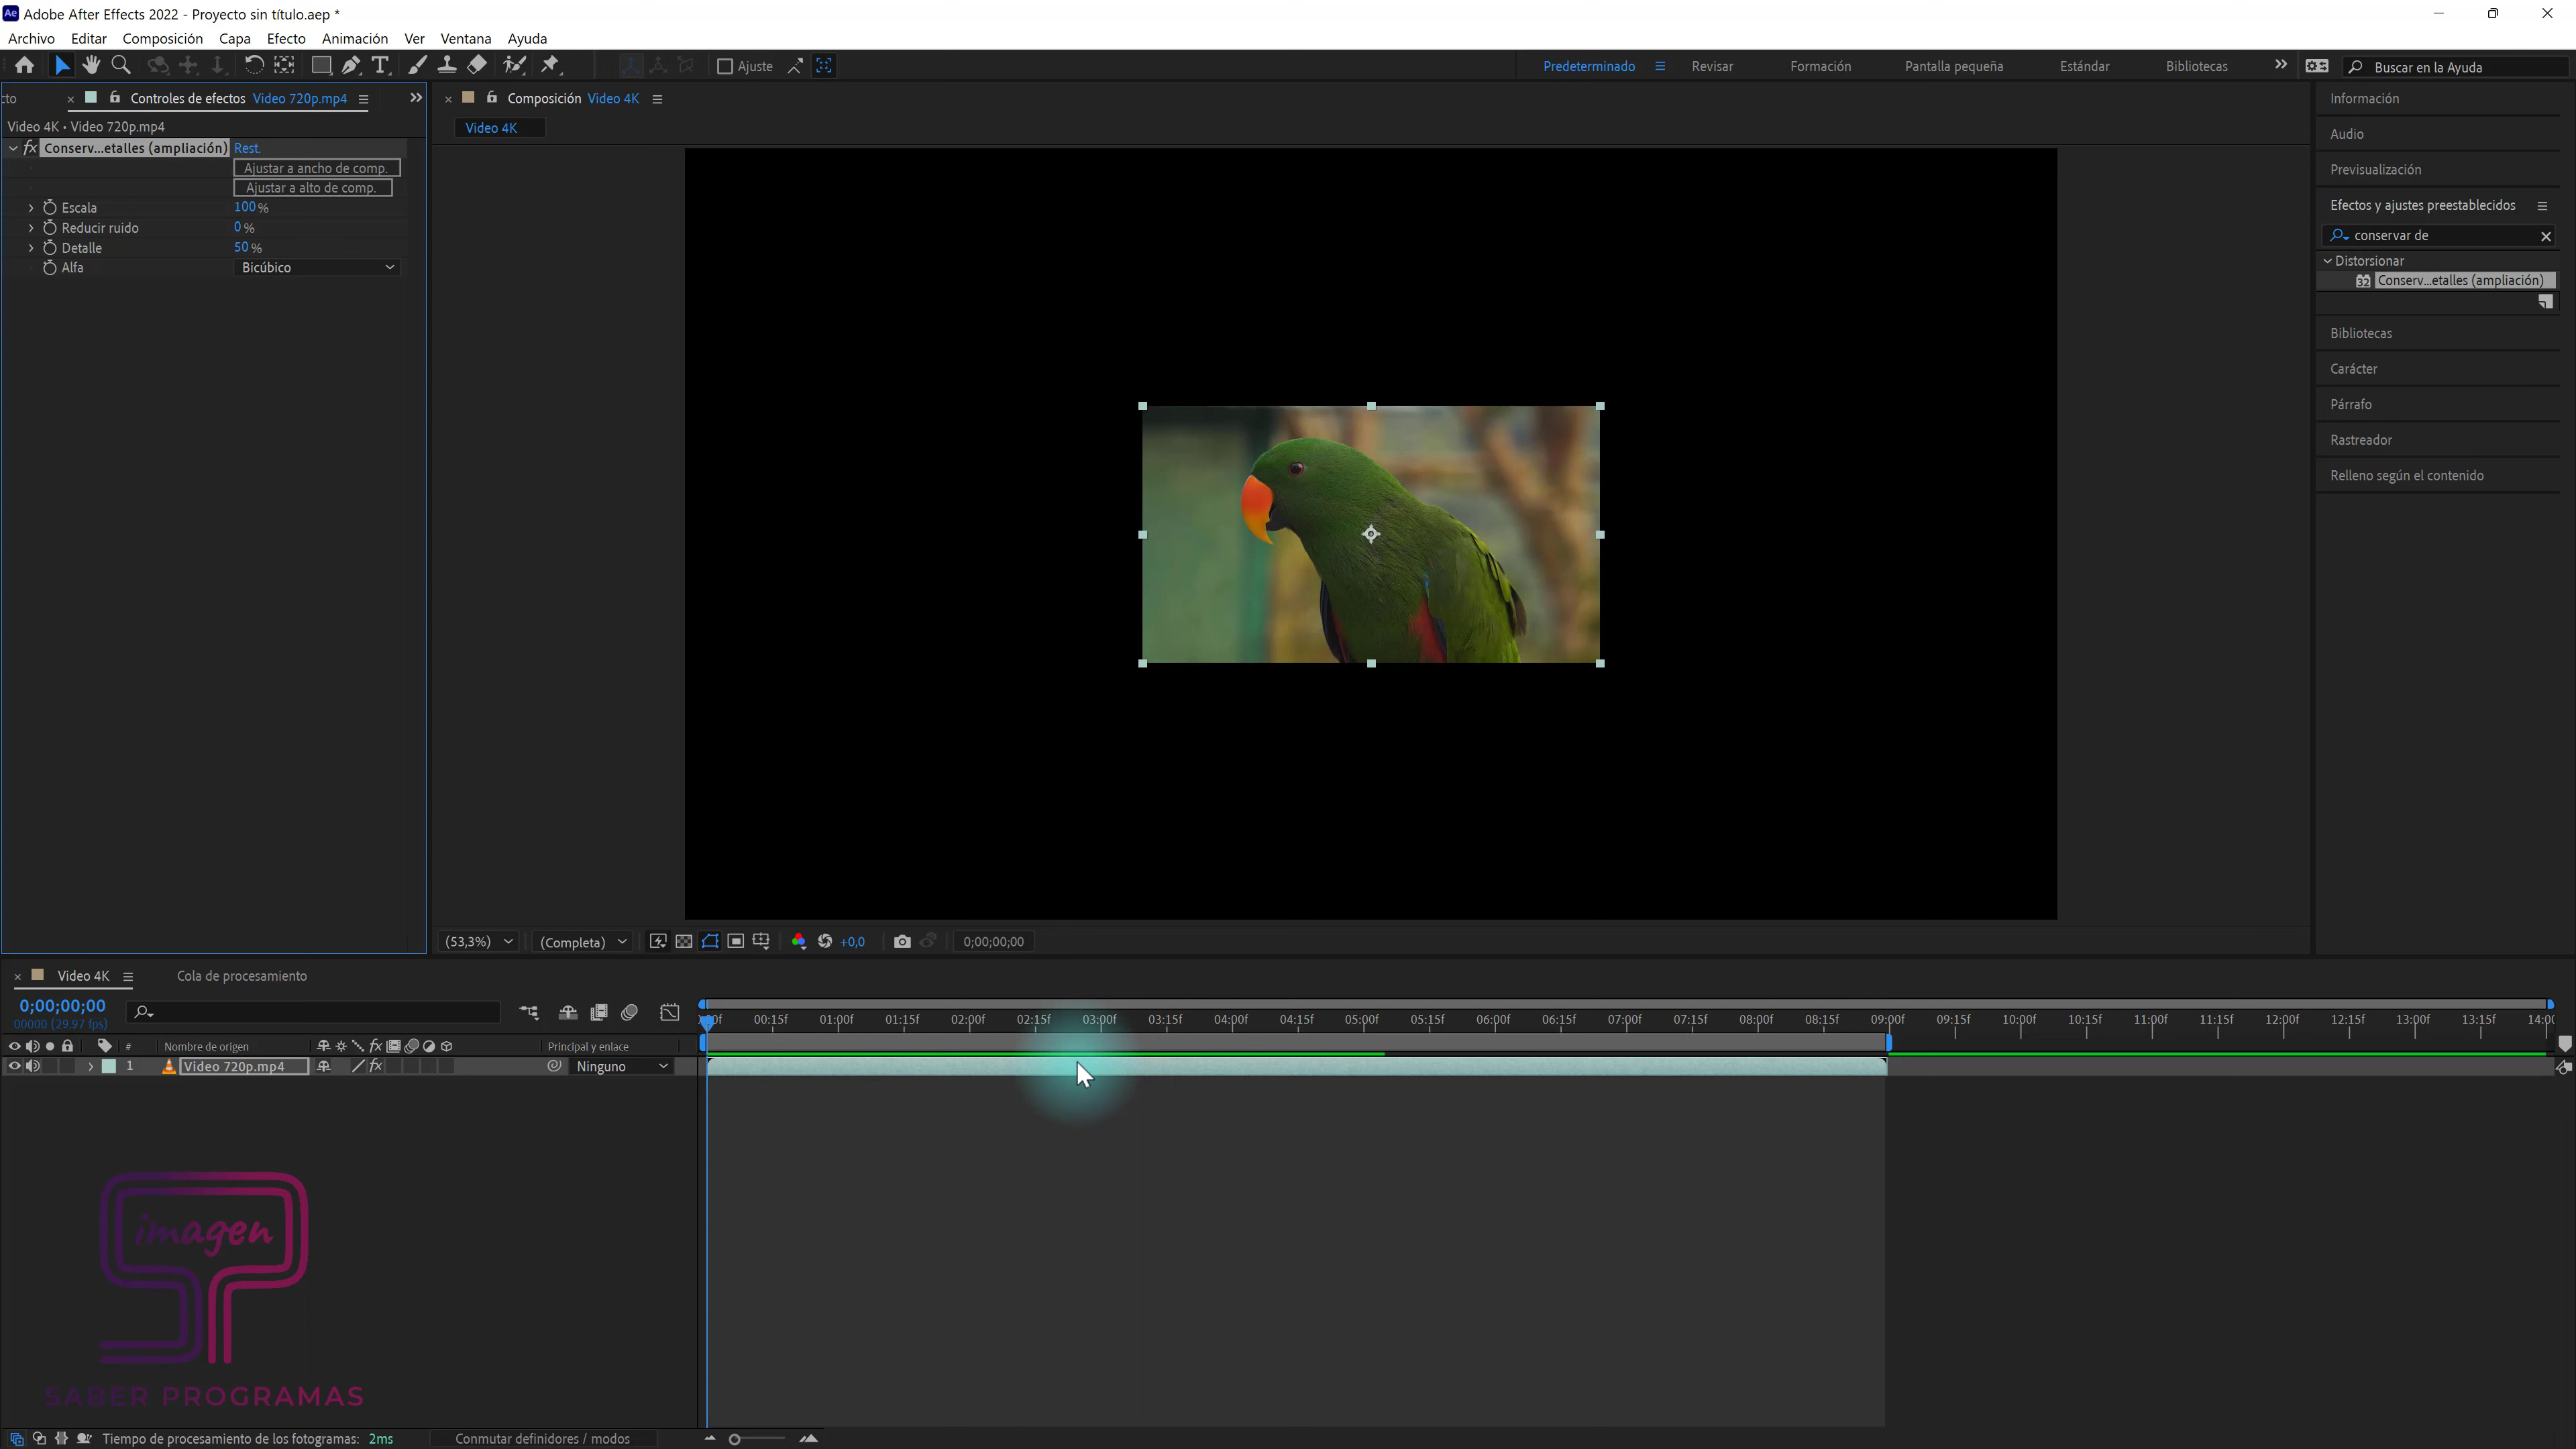 Adobe After Effects 2022 - Proyecto sin título.aep *
Archivo Editar Composición Capa Efecto Animación Ver Ventana Ayuda
Ajuste
Predeterminado Revisar Formación Pantalla pequeña Estándar Bibliotecas Buscar en la Ayuda
cto Controles de efectos Video 720p.mp4
Composición Video 4K
Video 4K • Video 720p.mp4
Video 4K
Conserv...etalles (ampliación) Rest.
Ajustar a ancho de comp.
Ajustar a alto de comp.
Escala 100 %
Reducir ruido 0 %
Detalle 50 %
Alfa Bicúbico
Información
Audio
Previsualización
Efectos y ajustes preestablecidos
conservar de
Distorsionar
32 Conserv...etalles (ampliación)
Bibliotecas
Carácter
Párrafo
Rastreador
Relleno según el contenido
(53,3%) (Completa) +0,0 0;00;00;00
Video 4K Cola de procesamiento
0;00;00;00
00000 (29.97 fps)
00:15f 01:00f 01:15f 02:00f 02:15f 03:00f 03:15f 04:00f 04:15f 05:00f 05:15f 06:00f 06:15f 07:00f 07:15f 08:00f 08:15f 09:00f 09:15f 10:00f 10:15f 11:00f 11:15f 12:00f 12:15f 13:00f 13:15f 14:00
# Nombre de origen Principal y enlace
1 Video 720p.mp4 Ninguno
imagen
SABER PROGRAMAS
Tiempo de procesamiento de los fotogramas: 2ms Conmutar definidores / modos